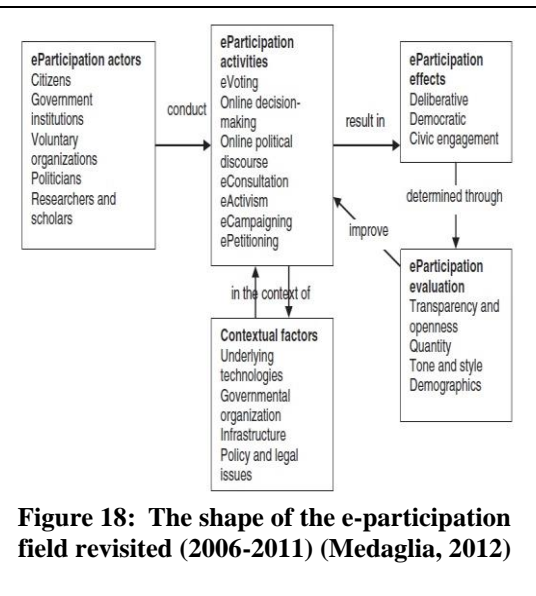 eParticipation actors
Citizens
Government
institutions
Voluntary
organizations
Politicians
Researchers and
scholars
conduct
eParticipation
activities
eVoting
Online decision-
making
Online political
discourse
eConsultation
eActivism
eCampaigning
ePetitioning
result in
eParticipation
effects
Deliberative
Democratic
Civic engagement
determined through
improve
eParticipation
evaluation
Transparency and
openness
Quantity
Tone and style
Demographics
in the context of
Contextual factors
Underlying
technologies
Governmental
organization
Infrastructure
Policy and legal
issues
Figure 18: The shape of the e-participation
field revisited (2006-2011) (Medaglia, 2012)